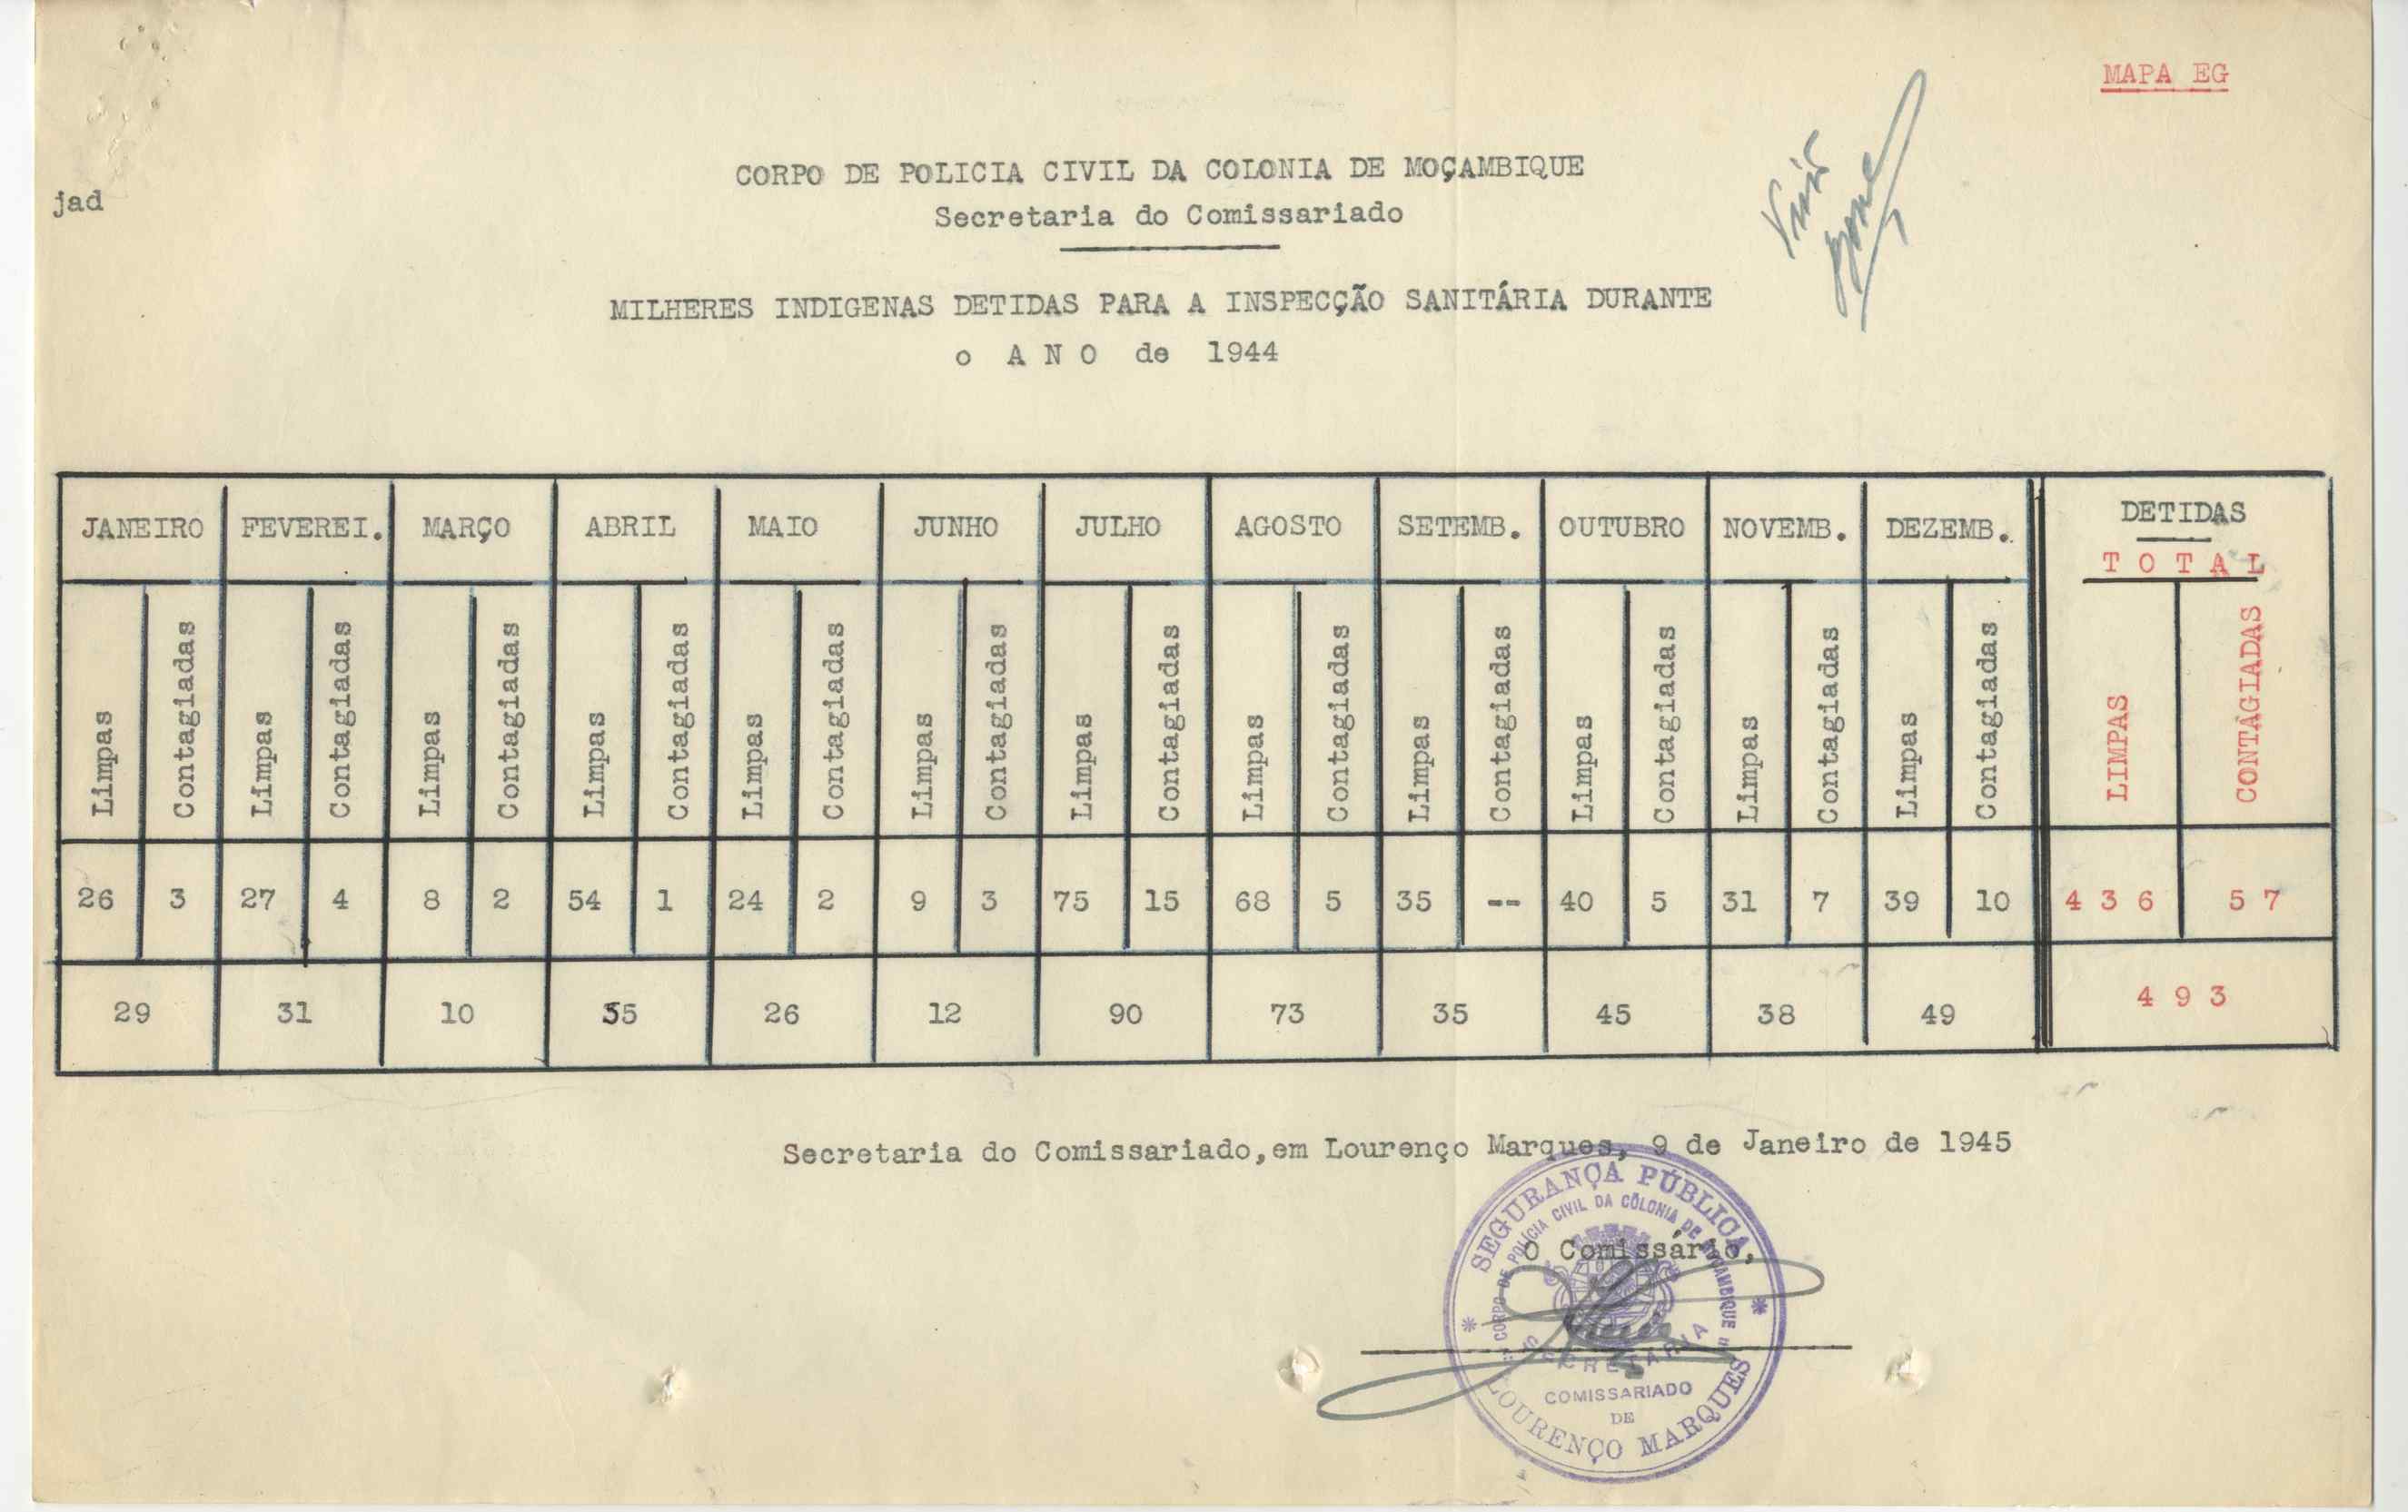 MAPA EG
jad
CORPO DE POLICIA CIVIL DA COLONIA DE MOÇAMBIQUE
Secretaria do Comissariado
MILHERES INDIGENAS DETIDAS PARA A INSPECÇÃO SANITÁRIA DURANTE
o A N O de 1944
JANEIRO FEVEREI. MARÇO ABRIL MAIO JUNHO JULHO AGOSTO SETEMB. OUTUBRO NOVEMB. DEZEMB. DETIDAS
T O T A L
Limpas Contagiadas Limpas Contagiadas Limpas Contagiadas Limpas Contagiadas Limpas Contagiadas Limpas Contagiadas Limpas Contagiadas Limpas Contagiadas Limpas Contagiadas Limpas Contagiadas Limpas Contagiadas Limpas Contagiadas LIMPAS CONTAGIADAS
26 3 27 4 8 2 54 1 24 2 9 3 75 15 68 5 35 -- 40 5 31 7 39 10 4 3 6 5 7
29 31 10 55 26 12 90 73 35 45 38 49 4 9 3
Secretaria do Comissariado,em Lourenço Marques, 9 de Janeiro de 1945
O Comissário,
SEGURANÇA PÚBLICA
"CORPO DE POLÍCIA CIVIL DA COLONIA DE MOÇAMBIQUE"
SECRETARIA
COMISSARIADO
DE
LOURENÇO MARQUES